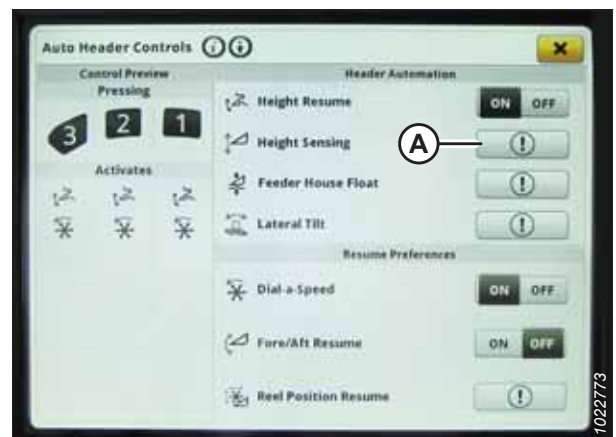 Auto Header Controls
Control Preview
Pressing
3 2 1
Activates
Header Automation
Height Resume ON OFF
Height Sensing A
Feeder House Float
Lateral Tilt
Resume Preferences
Dial-a-Speed ON OFF
Fore/Aft Resume ON OFF
Reel Position Resume
1022773